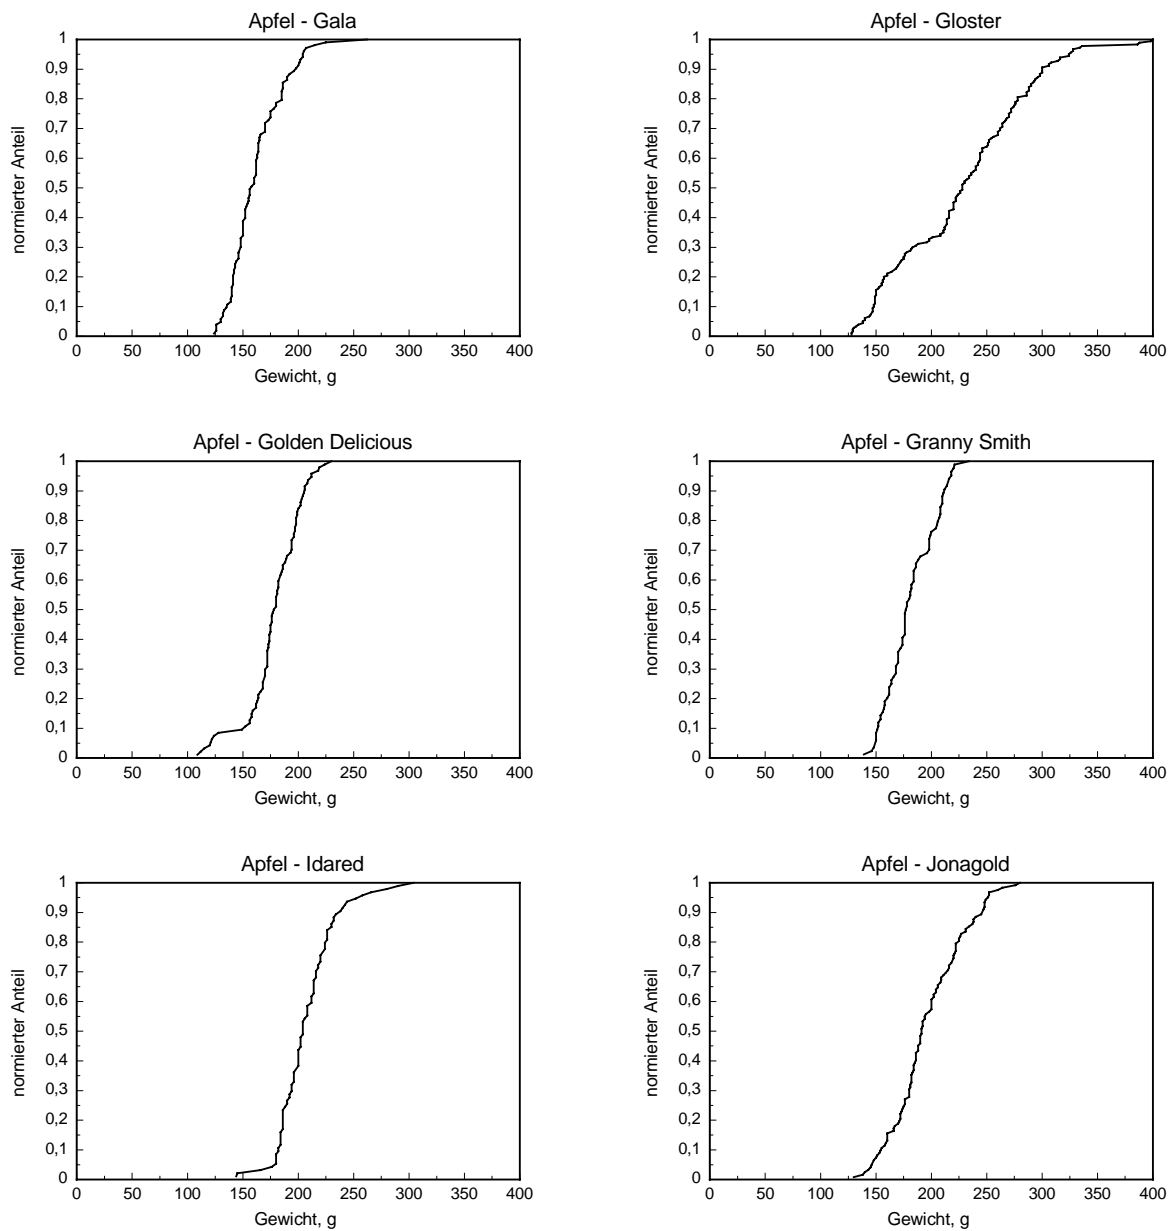 Apfel - Gala
1
0,9
0,8
0,7
0,6
0,5
0,4
0,3
0,2
0,1
0
normierter Anteil
0 50 100 150 200 250 300 350 400
Gewicht, g
Apfel - Gloster
1
0,9
0,8
0,7
0,6
0,5
0,4
0,3
0,2
0,1
0
normierter Anteil
0 50 100 150 200 250 300 350 400
Gewicht, g
Apfel - Golden Delicious
1
0,9
0,8
0,7
0,6
0,5
0,4
0,3
0,2
0,1
0
normierter Anteil
0 50 100 150 200 250 300 350 400
Gewicht, g
Apfel - Granny Smith
1
0,9
0,8
0,7
0,6
0,5
0,4
0,3
0,2
0,1
0
normierter Anteil
0 50 100 150 200 250 300 350 400
Gewicht, g
Apfel - Idared
1
0,9
0,8
0,7
0,6
0,5
0,4
0,3
0,2
0,1
0
normierter Anteil
0 50 100 150 200 250 300 350 400
Gewicht, g
Apfel - Jonagold
1
0,9
0,8
0,7
0,6
0,5
0,4
0,3
0,2
0,1
0
normierter Anteil
0 50 100 150 200 250 300 350 400
Gewicht, g